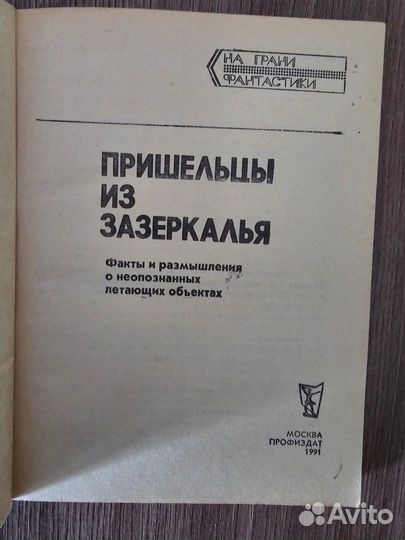 НА ГРАНИ
ФАНТАСТИКИ
ПРИШЕЛЬЦЫ
ИЗ
ЗАЗЕРКАЛЬЯ
Факты и размышления
о неопознанных
летающих объектах
МОСКВА
ПРОФИЗДАТ
1991
Avito